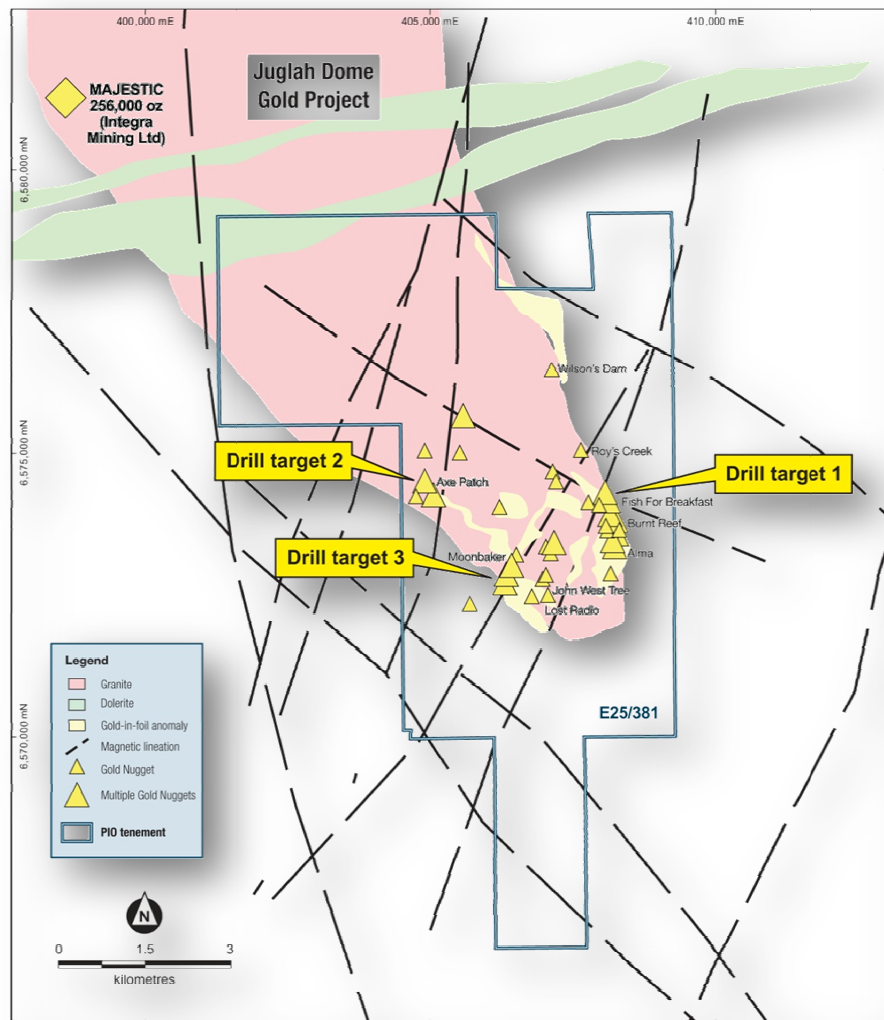 400,000 mE
405,000 mE
410,000 mE
Juglah Dome
Gold Project
MAJESTIC
256,000 oz
(Integra
Mining Ltd)
6,580,000 mN
Wilson's Dam
6,575,000 mN
Roy's Creek
Drill target 2
Drill target 1
Axe Patch
Fish For Breakfast
Burnt Reef
Moonbaker
Alma
Drill target 3
John West Tree
Lost Radio
Legend
Granite
Dolerite
Gold-in-foil anomaly
Magnetic lineation
Gold Nugget
Multiple Gold Nuggets
PIO tenement
E25/381
6,570,000 mN
N
0 1.5 3
kilometres